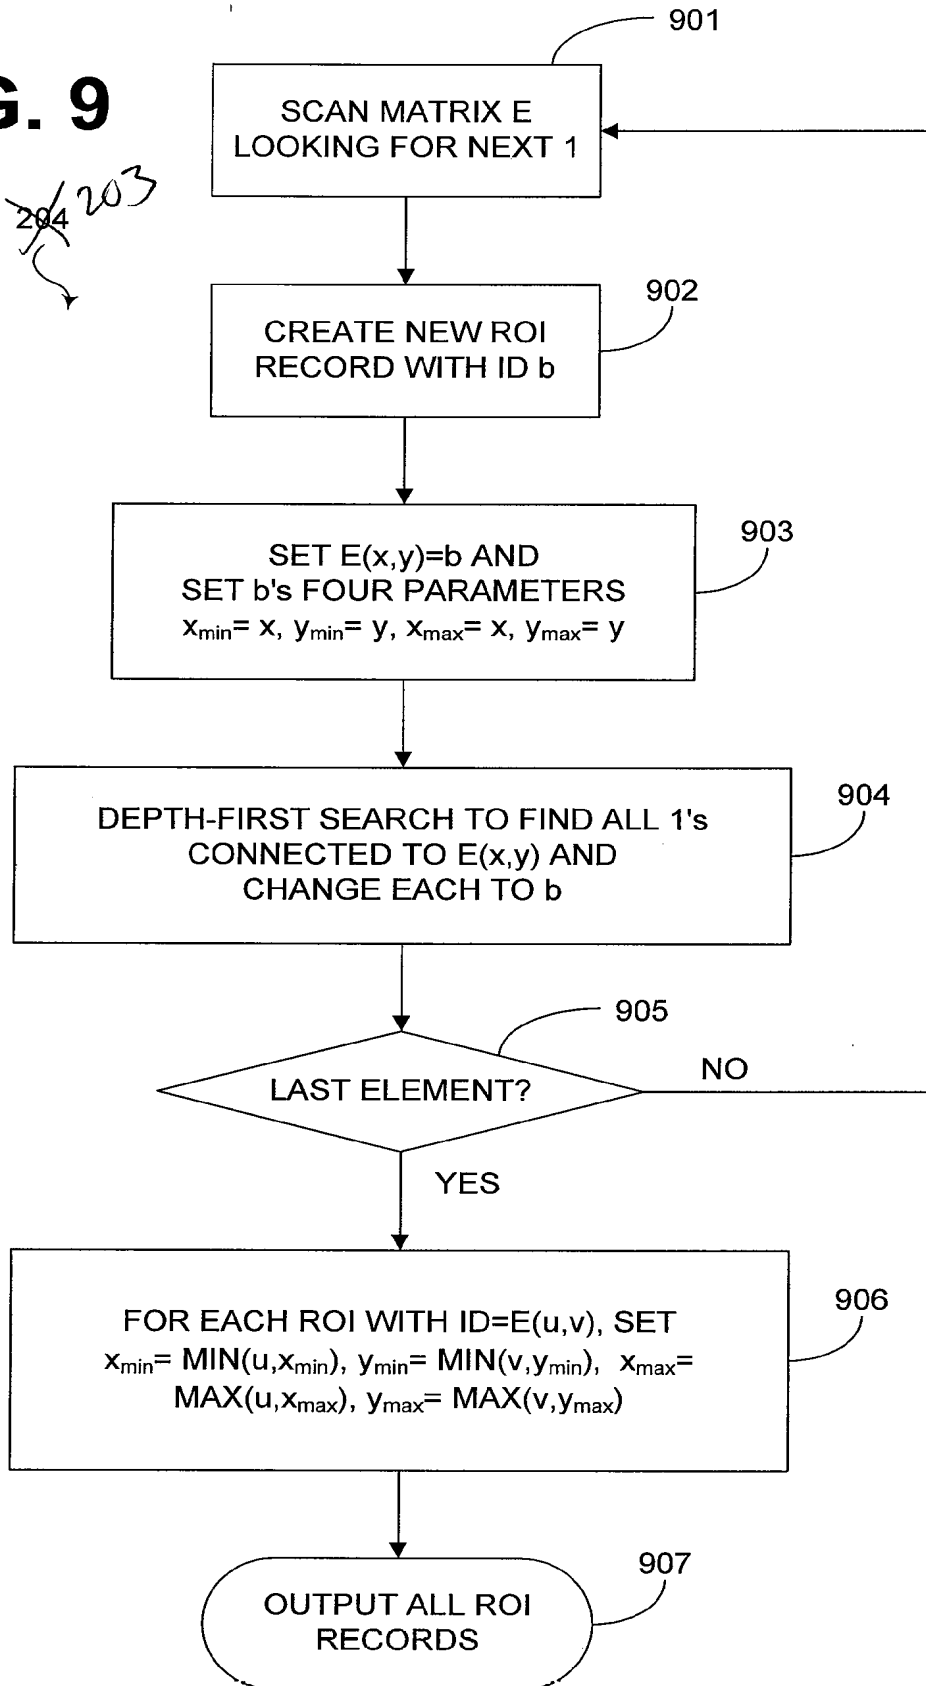 G. 9
204 203
901
SCAN MATRIX E
LOOKING FOR NEXT 1
902
CREATE NEW ROI
RECORD WITH ID b
903
SET E(x,y)=b AND
SET b's FOUR PARAMETERS
xmin= x, ymin= y, xmax= x, ymax= y
904
DEPTH-FIRST SEARCH TO FIND ALL 1's
CONNECTED TO E(x,y) AND
CHANGE EACH TO b
905
LAST ELEMENT?
NO
YES
906
FOR EACH ROI WITH ID=E(u,v), SET
xmin= MIN(u,xmin), ymin= MIN(v,ymin), xmax=
MAX(u,xmax), ymax= MAX(v,ymax)
907
OUTPUT ALL ROI
RECORDS